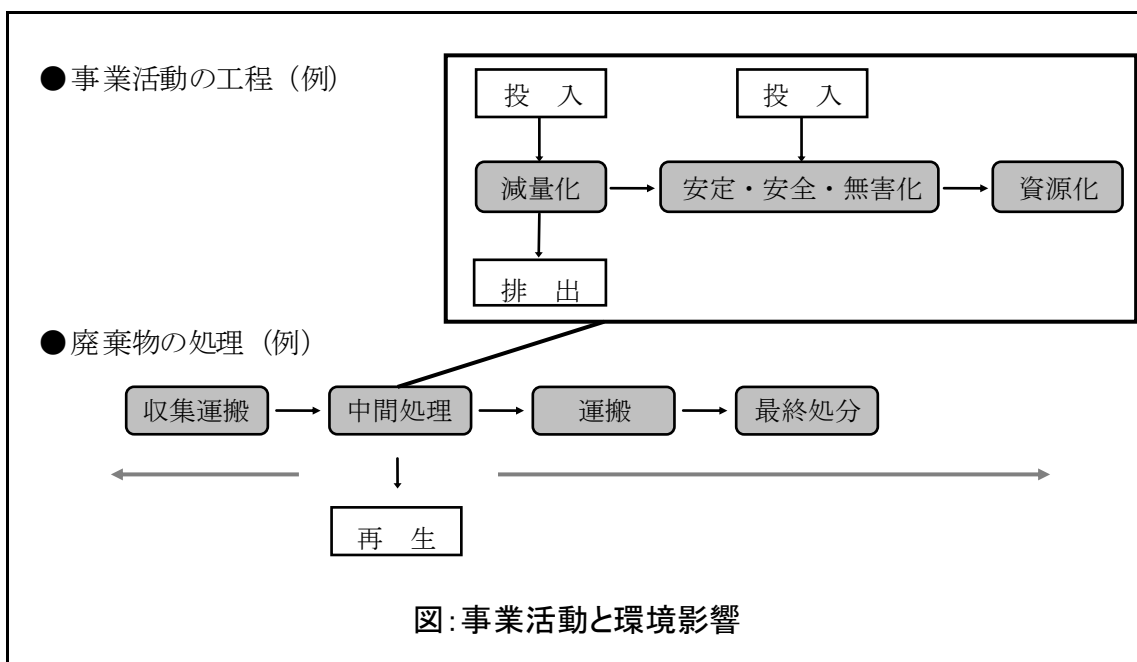 ●事業活動の工程（例）
投　入
投　入
減量化
安定・安全・無害化
資源化
排　出
●廃棄物の処理（例）
収集運搬
中間処理
運搬
最終処分
再　生
図：事業活動と環境影響